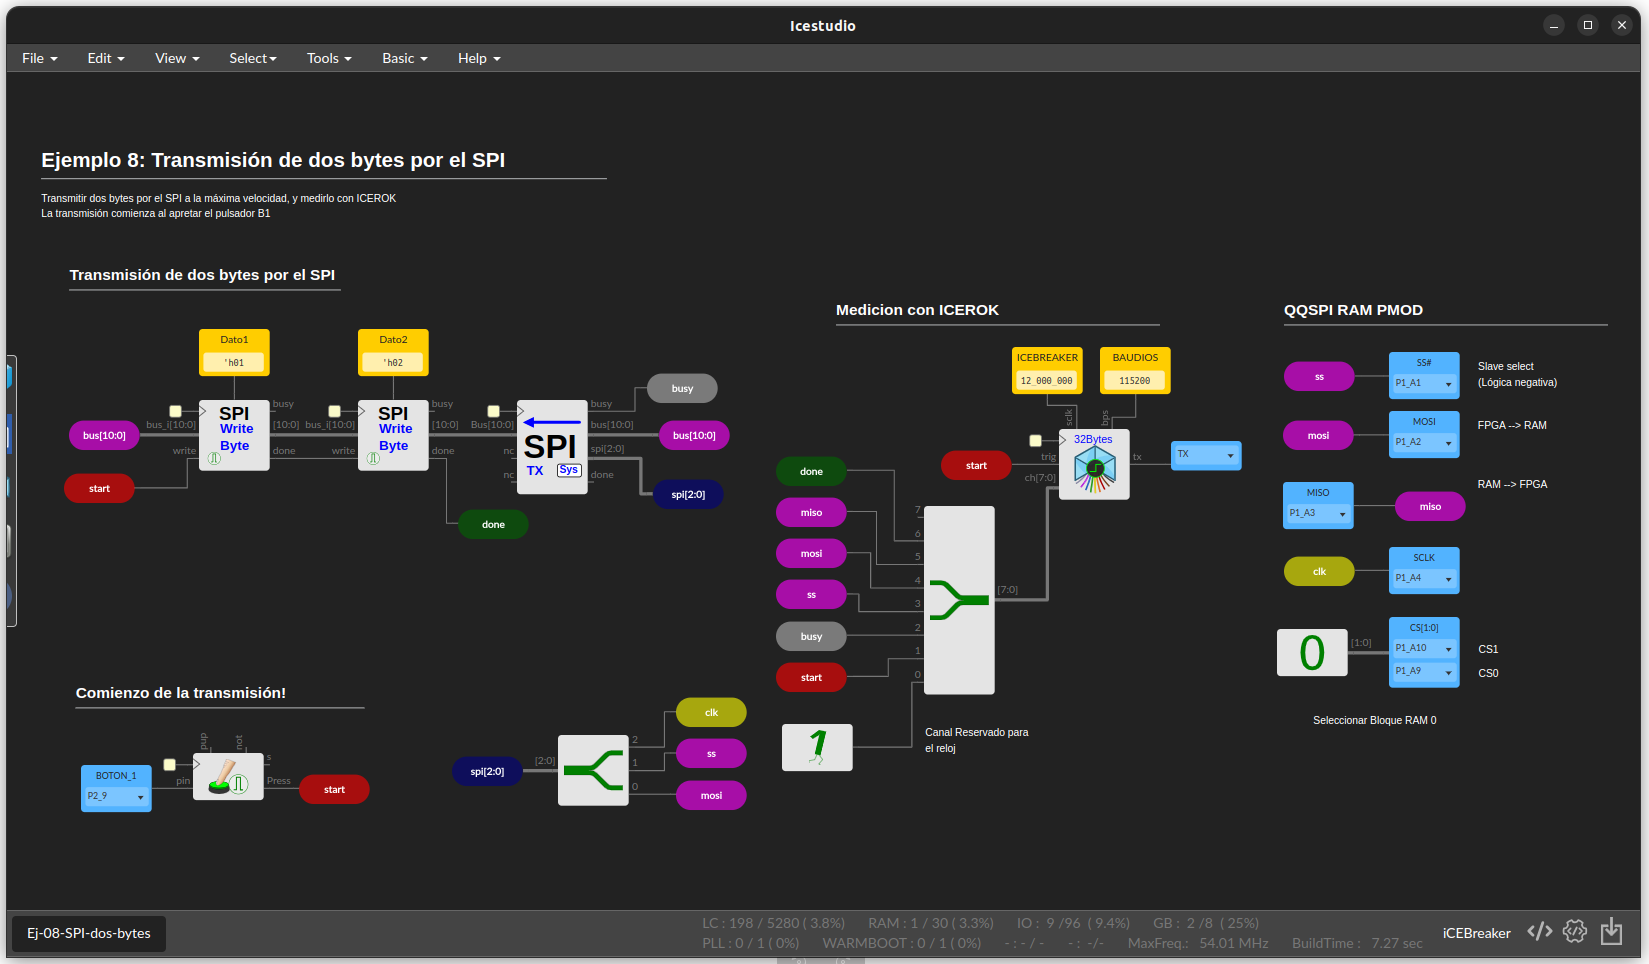 Icestudio
File Edit View Select Tools Basic Help
Ejemplo 8: Transmisión de dos bytes por el SPI
Transmitir dos bytes por el SPI a la máxima velocidad, y medirlo con ICEROK
La transmisión comienza al apretar el pulsador B1
Transmisión de dos bytes por el SPI
Dato1
'h01
Dato2
'h02
bus[10:0]
start
bus_i[10:0]
write
SPI
Write
Byte
busy
[10:0]
done
bus_i[10:0]
write
SPI
Write
Byte
busy
[10:0]
done
Bus[10:0]
nc
nc
SPI
TX Sys
busy
bus[10:0]
spi[2:0]
done
busy
bus[10:0]
spi[2:0]
done
Comienzo de la transmisión!
BOTON_1
P2_9
pup
not
pin
s
Press
start
spi[2:0]
[2:0]
2
1
0
clk
ss
mosi
Medicion con ICEROK
ICEBREAKER
12_000_000
BAUDIOS
115200
sclk
bps
start
trig
ch[7:0]
32Bytes
tx
TX
done
miso
mosi
ss
busy
start
7
6
5
4
3
2
1
0
[7:0]
1
Canal Reservado para
el reloj
QQSPI RAM PMOD
ss
SS#
P1_A1
Slave select
(Lógica negativa)
mosi
MOSI
P1_A2
FPGA --> RAM
MISO
P1_A3
miso
RAM --> FPGA
clk
SCLK
P1_A4
0
[1:0]
CS[1:0]
P1_A10
P1_A9
CS1
CS0
Seleccionar Bloque RAM 0
Ej-08-SPI-dos-bytes
LC : 198 / 5280 ( 3.8%) RAM : 1 / 30 ( 3.3%) IO : 9 /96 ( 9.4%) GB : 2 /8 ( 25%)
PLL : 0 / 1 ( 0%) WARMBOOT : 0 / 1 ( 0%) - : - / - - : -/- MaxFreq.: 54.01 MHz BuildTime : 7.27 sec
iCEBreaker